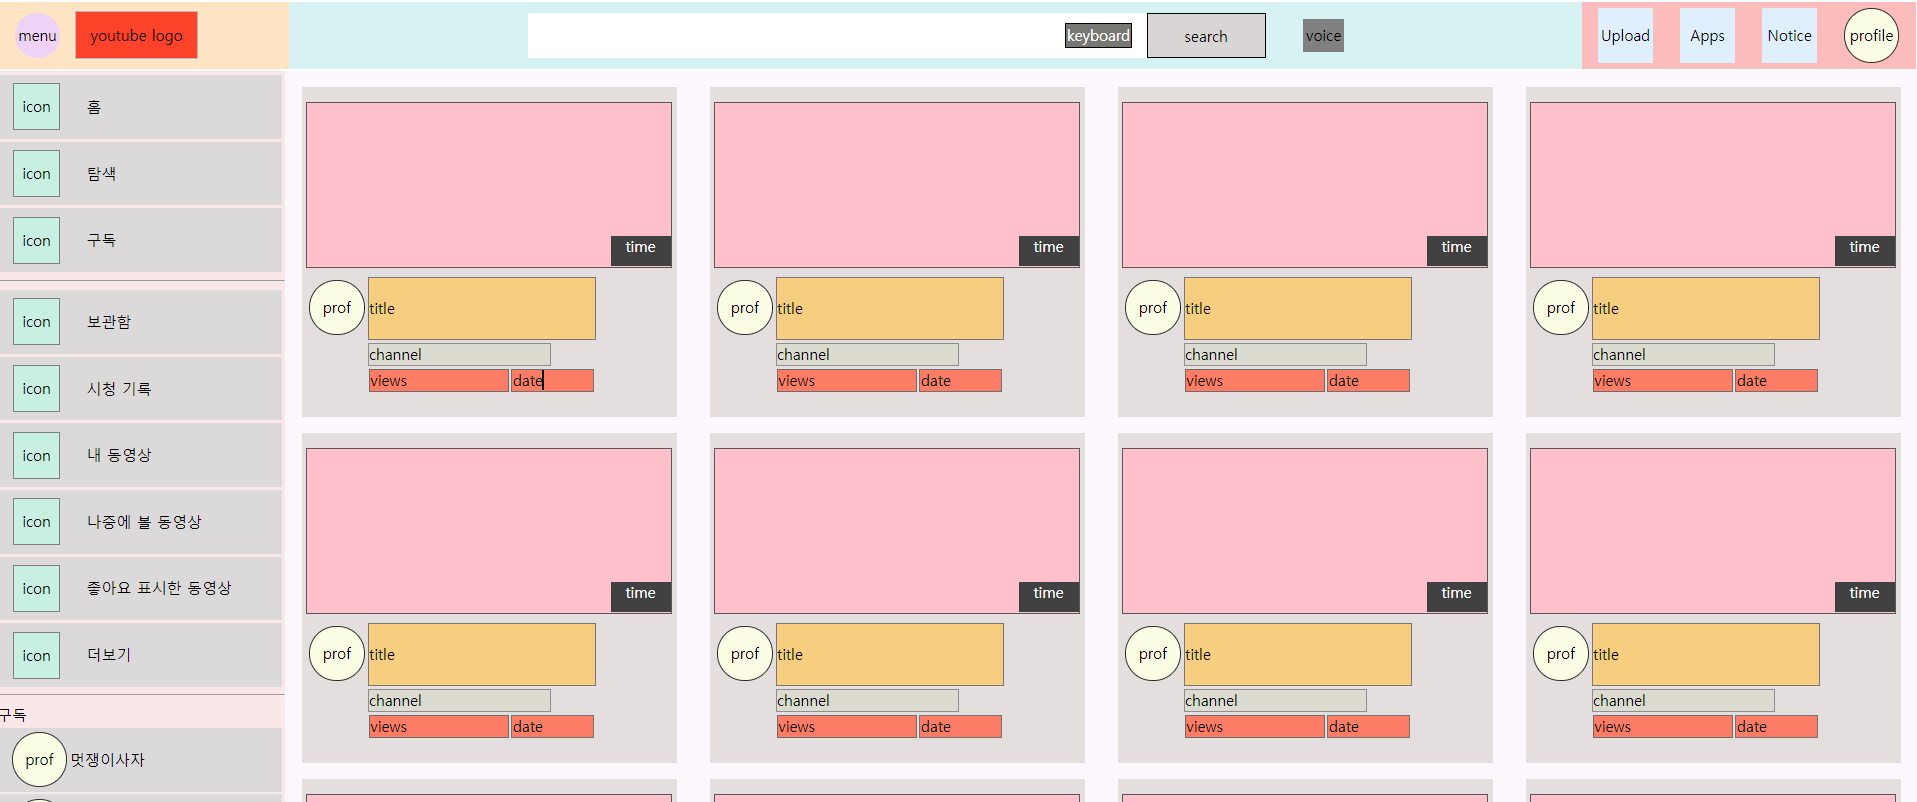 menu
youtube logo
keyboard
search
voice
Upload
Apps
Notice
profile
icon 홈
icon 탐색
icon 구독
icon 보관함
icon 시청 기록
icon 내 동영상
icon 나중에 볼 동영상
icon 좋아요 표시한 동영상
icon 더보기
구독
prof 멋쟁이사자
time
prof
title
channel
views date
time
prof
title
channel
views date
time
prof
title
channel
views date
time
prof
title
channel
views date
time
prof
title
channel
views date
time
prof
title
channel
views date
time
prof
title
channel
views date
time
prof
title
channel
views date